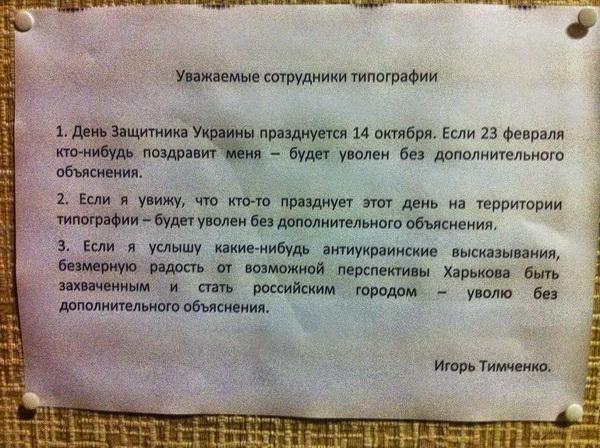 Уважаемые сотрудники типографии
1. День Защитника Украины празднуется 14 октября. Если 23 февраля
кто-нибудь поздравит меня – будет уволен без дополнительного
объяснения.
2. Если я увижу, что кто-то празднует этот день на территории
типографии – будет уволен без дополнительного объяснения.
3. Если я услышу какие-нибудь антиукраинские высказывания,
безмерную радость от возможной перспективы Харькова быть
захваченным и стать российским городом – уволю без
дополнительного объяснения.
Игорь Тимченко.